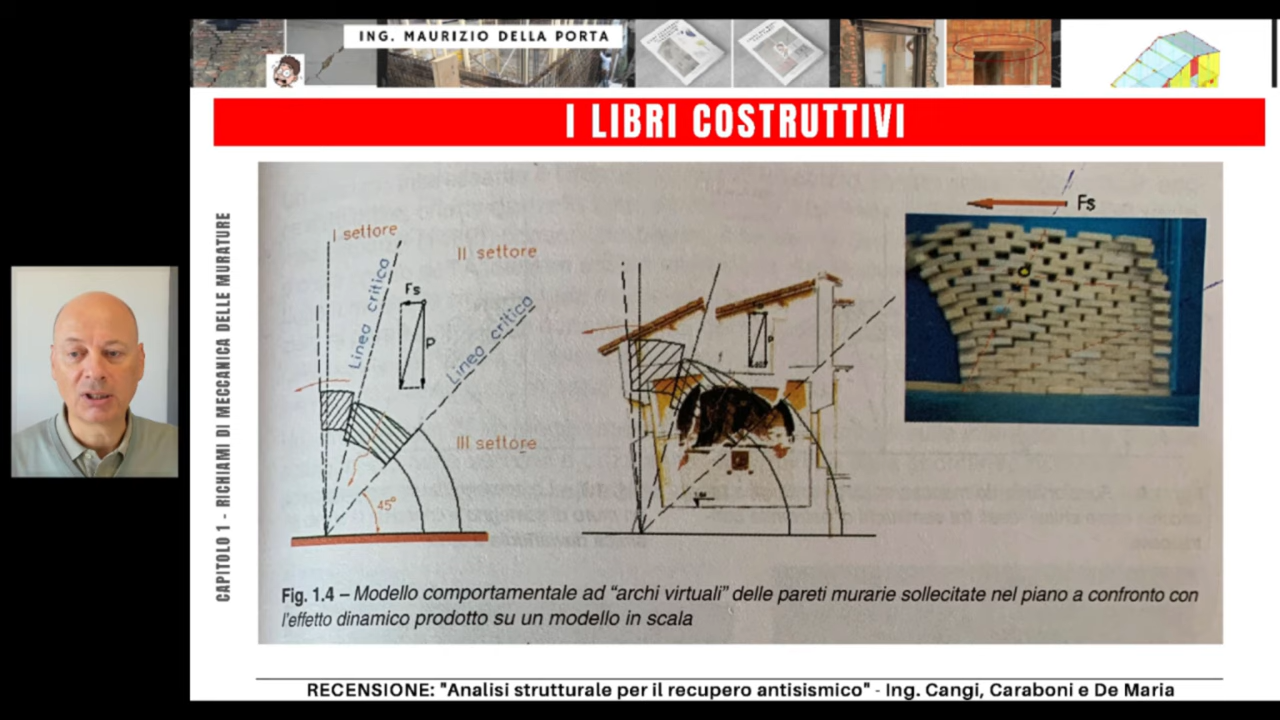 ING. MAURIZIO DELLA PORTA
I LIBRI COSTRUTTIVI
CAPITOLO 1 - RICHIAMI DI MECCANICA DELLE MURATURE
I settore
II settore
Linea critica
Fs
P
Linea critica
III settore
45°
P
Fs
Fig. 1.4 – Modello comportamentale ad “archi virtuali” delle pareti murarie sollecitate nel piano a confronto con
l'effetto dinamico prodotto su un modello in scala
RECENSIONE: "Analisi strutturale per il recupero antisismico" - Ing. Cangi, Caraboni e De Maria